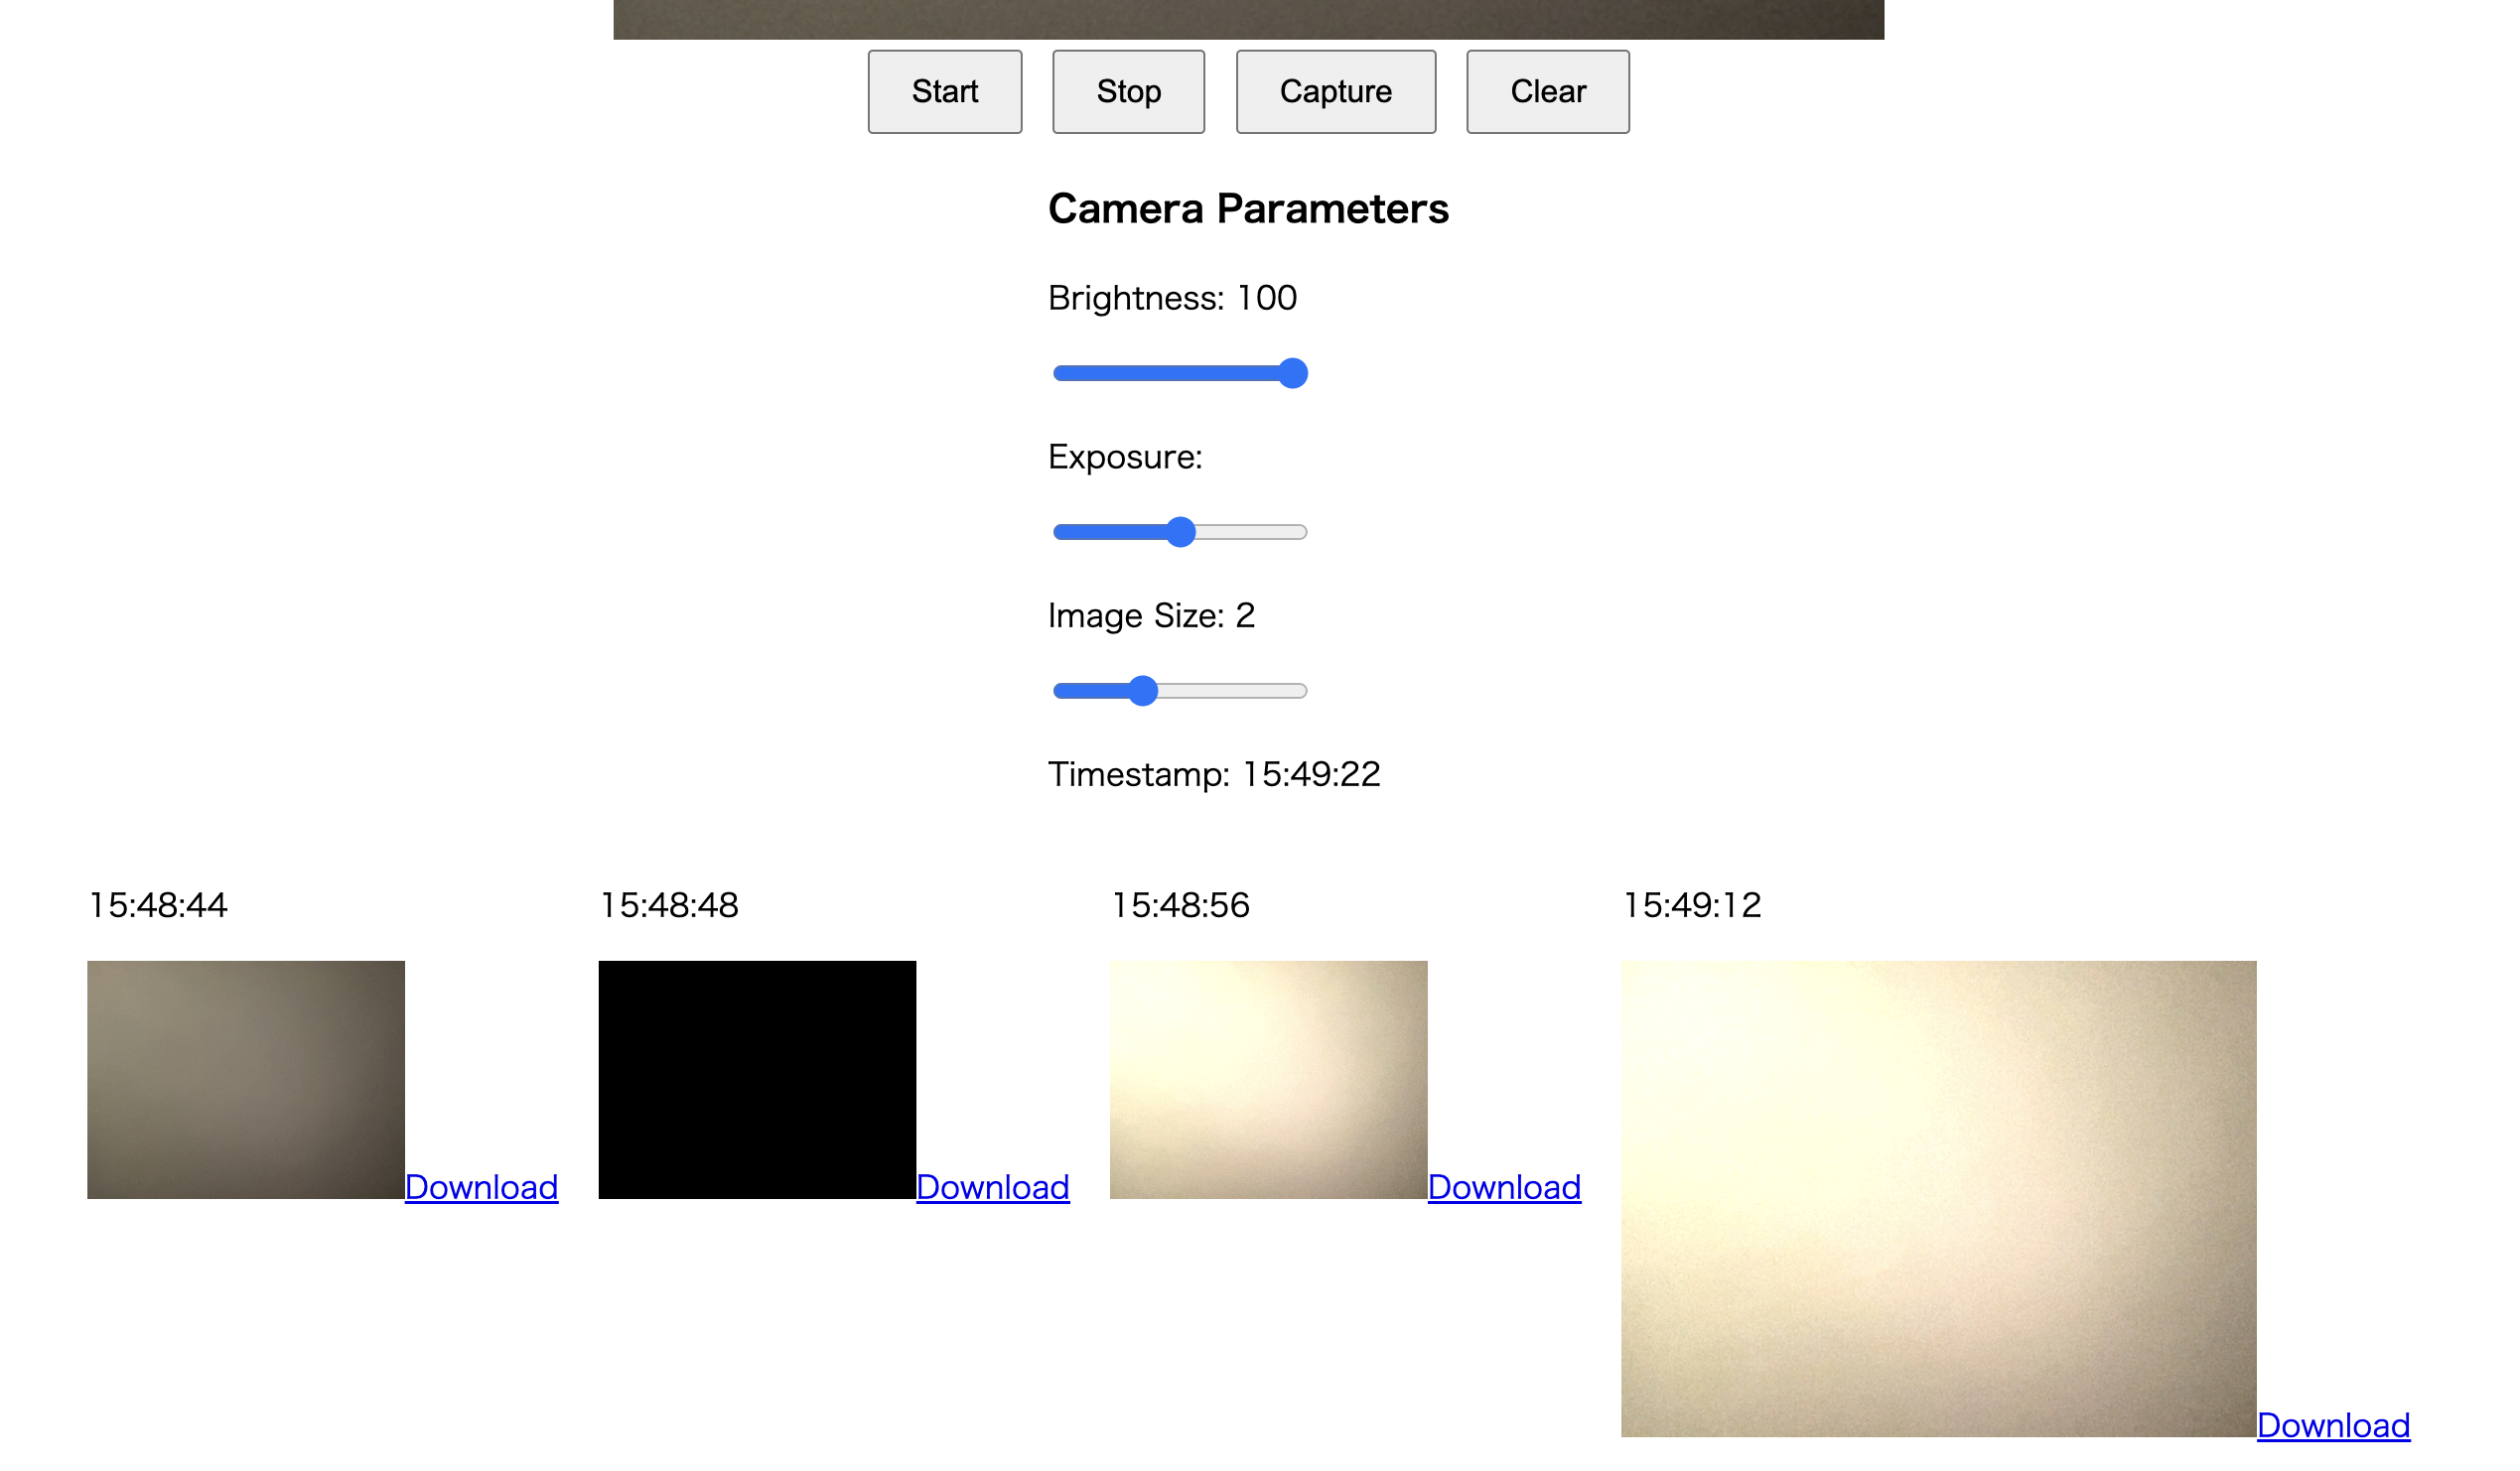 Start Stop Capture Clear
Camera Parameters
Brightness: 100
Exposure:
Image Size: 2
Timestamp: 15:49:22
15:48:44 15:48:48 15:48:56 15:49:12
Download Download Download
Download